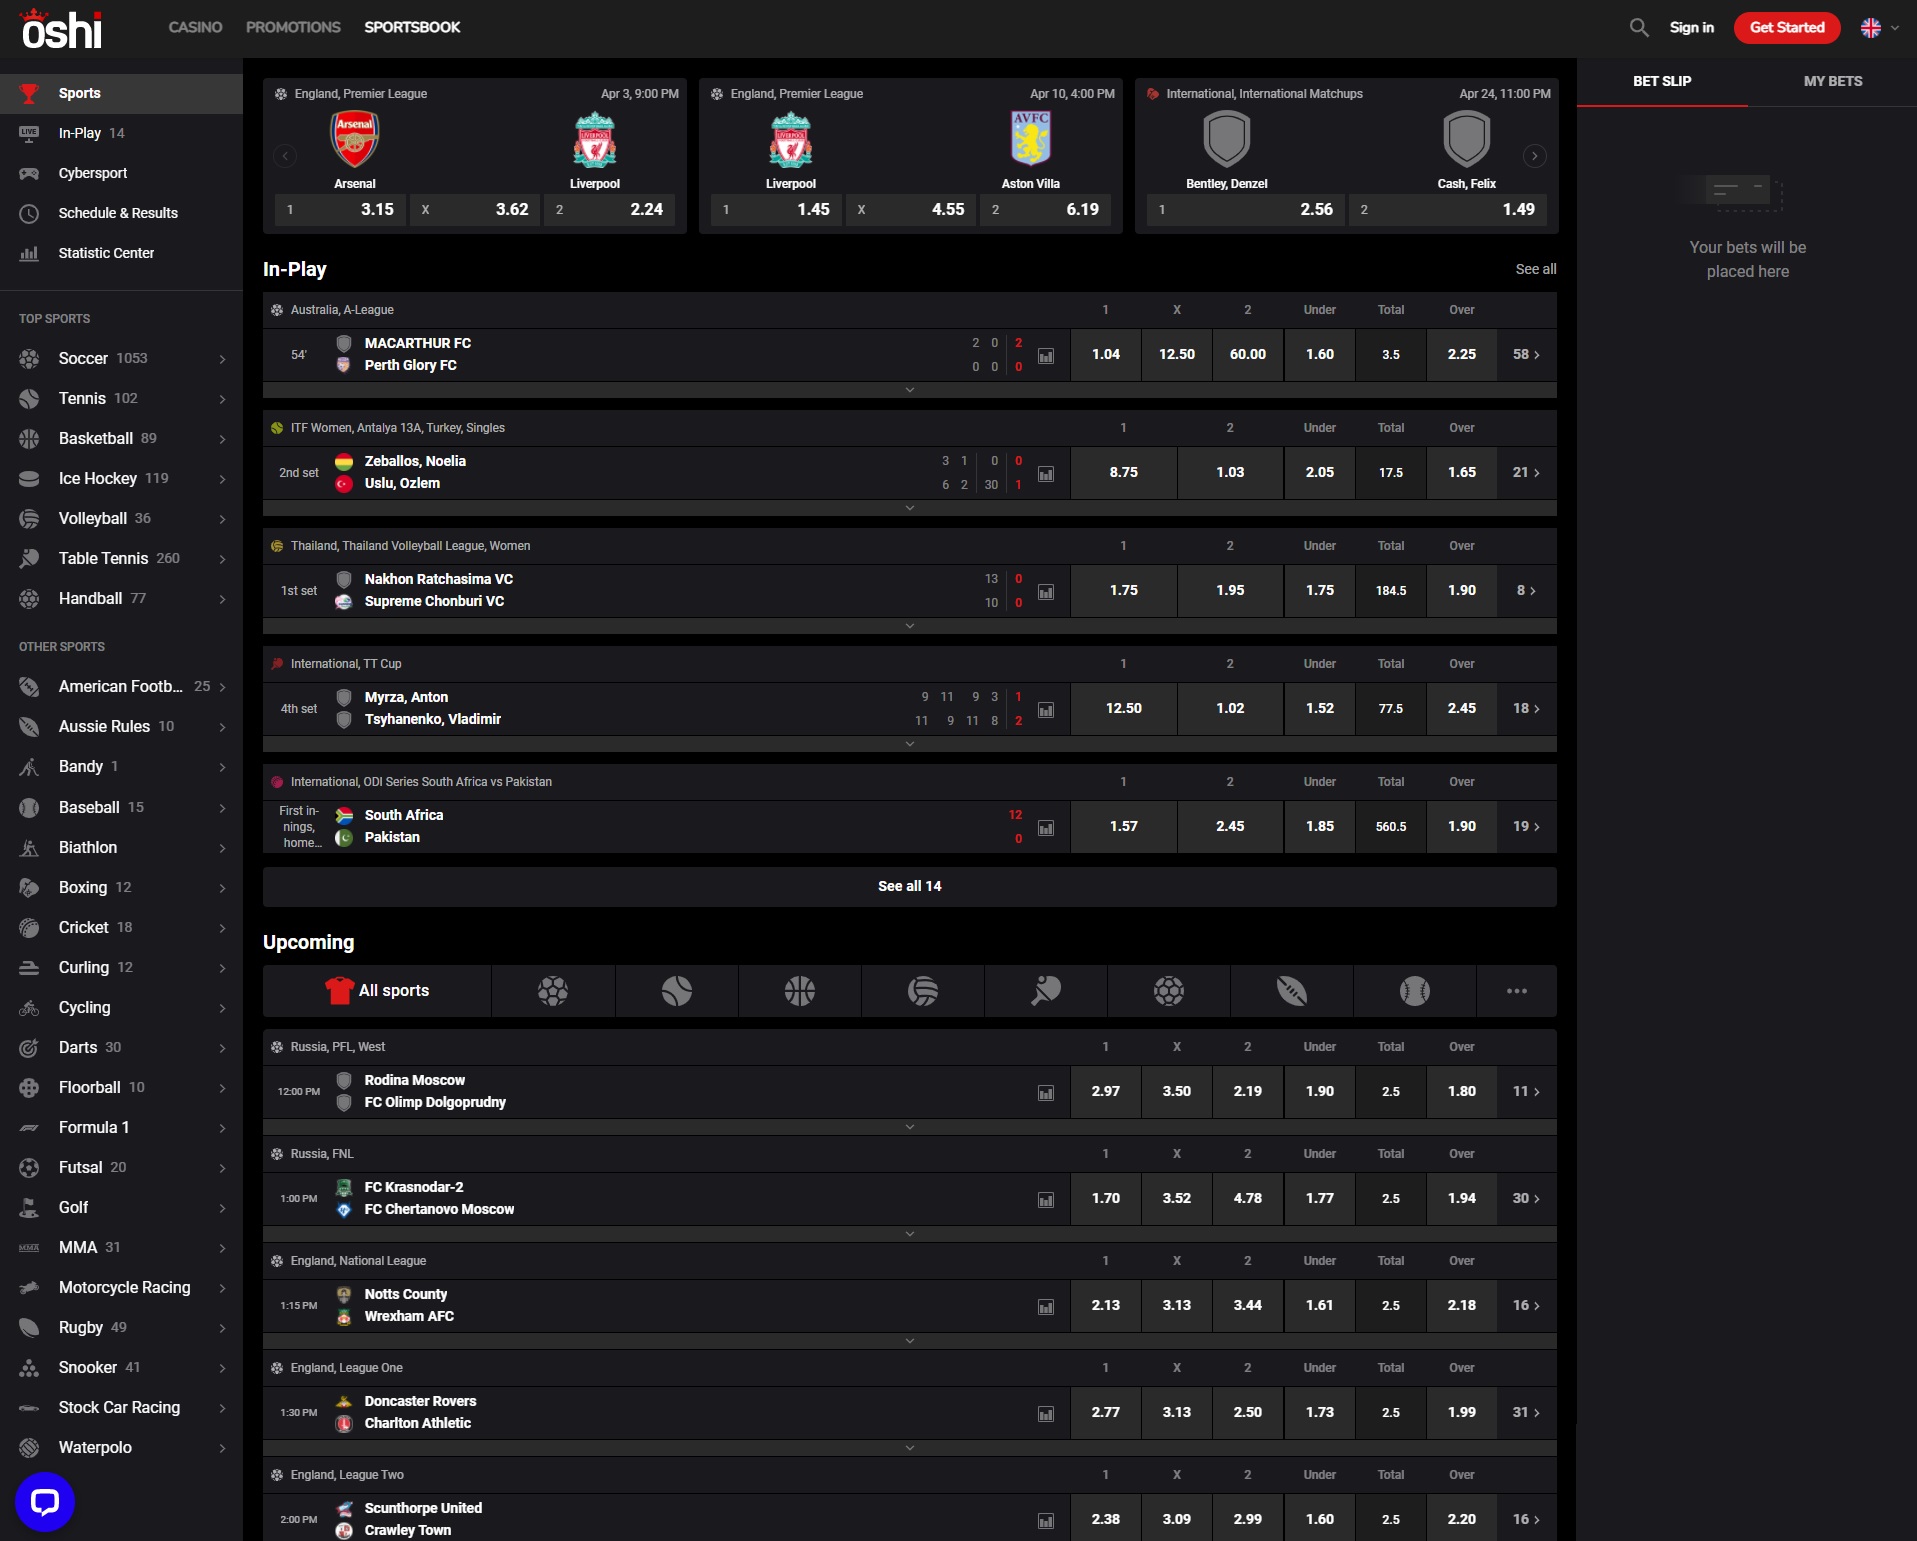 oshi
CASINO PROMOTIONS SPORTSBOOK
Sign in Get Started
Sports
In-Play 14
Cybersport
Schedule & Results
Statistic Center
TOP SPORTS
Soccer 1053
Tennis 102
Basketball 89
Ice Hockey 119
Volleyball 36
Table Tennis 260
Handball 77
OTHER SPORTS
American Footb... 25
Aussie Rules 10
Bandy 1
Baseball 15
Biathlon
Boxing 12
Cricket 18
Curling 12
Cycling
Darts 30
Floorball 10
Formula 1
Futsal 20
Golf
MMA 31
Motorcycle Racing
Rugby 49
Snooker 41
Stock Car Racing
Waterpolo
England, Premier League Apr 3, 9:00 PM
Arsenal Liverpool
1 3.15 X 3.62 2 2.24
England, Premier League Apr 10, 4:00 PM
Liverpool Aston Villa
1 1.45 X 4.55 2 6.19
International, International Matchups Apr 24, 11:00 PM
Bentley, Denzel Cash, Felix
1 2.56 2 1.49
In-Play See all
Australia, A-League 1 X 2 Under Total Over
54' MACARTHUR FC 2 0 2
Perth Glory FC 0 0 0
1.04 12.50 60.00 1.60 3.5 2.25 58
ITF Women, Antalya 13A, Turkey, Singles 1 2 Under Total Over
2nd set Zeballos, Noelia 3 1 0 0
Uslu, Ozlem 6 2 30 1
8.75 1.03 2.05 17.5 1.65 21
Thailand, Thailand Volleyball League, Women 1 2 Under Total Over
1st set Nakhon Ratchasima VC 13 0
Supreme Chonburi VC 10 0
1.75 1.95 1.75 184.5 1.90 8
International, TT Cup 1 2 Under Total Over
4th set Myrza, Anton 9 11 9 3 1
Tsyhanenko, Vladimir 11 9 11 8 2
12.50 1.02 1.52 77.5 2.45 18
International, ODI Series South Africa vs Pakistan 1 2 Under Total Over
First in-
nings,
home...
South Africa 12
Pakistan 0
1.57 2.45 1.85 560.5 1.90 19
See all 14
Upcoming
All sports
Russia, PFL, West 1 X 2 Under Total Over
12:00 PM Rodina Moscow
FC Olimp Dolgoprudny
2.97 3.50 2.19 1.90 2.5 1.80 11
Russia, FNL 1 X 2 Under Total Over
1:00 PM FC Krasnodar-2
FC Chertanovo Moscow
1.70 3.52 4.78 1.77 2.5 1.94 30
England, National League 1 X 2 Under Total Over
1:15 PM Notts County
Wrexham AFC
2.13 3.13 3.44 1.61 2.5 2.18 16
England, League One 1 X 2 Under Total Over
1:30 PM Doncaster Rovers
Charlton Athletic
2.77 3.13 2.50 1.73 2.5 1.99 31
England, League Two 1 X 2 Under Total Over
2:00 PM Scunthorpe United
Crawley Town
2.38 3.09 2.99 1.60 2.5 2.20 16
BET SLIP MY BETS
Your bets will be
placed here